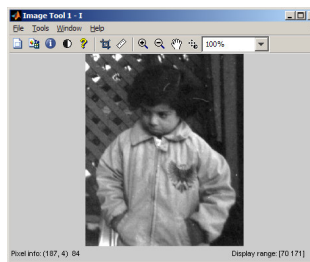 Image Tool 1 - I
File Tools Window Help
100%
Pixel info: (187, 4) 84 Display range: [70 171]